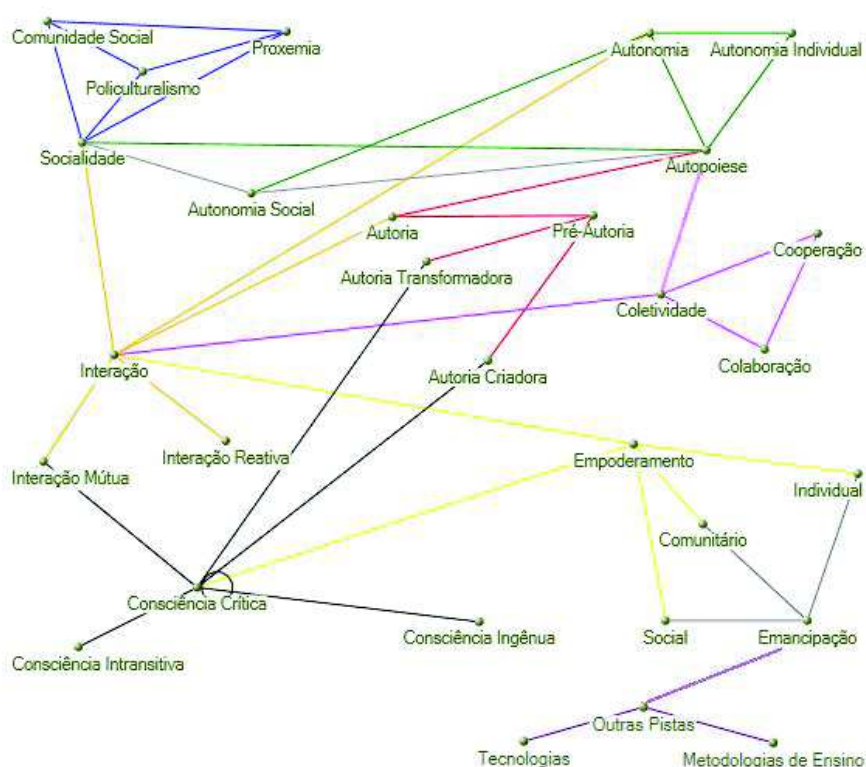 Comunidade Social
Proxemia
Autonomia
Autonomia Individual
Policulturalismo
Socialidade
Autopoiese
Autonomia Social
Autoria
Pré-Autoria
Cooperação
Autoria Transformadora
Coletividade
Interação
Autoria Criadora
Colaboração
Interação Reativa
Empoderamento
Interação Mútua
Individual
Comunitário
Consciência Crítica
Consciência Ingênua
Social
Emancipação
Consciência Intransitiva
Outras Pistas
Tecnologias
Metodologias de Ensino